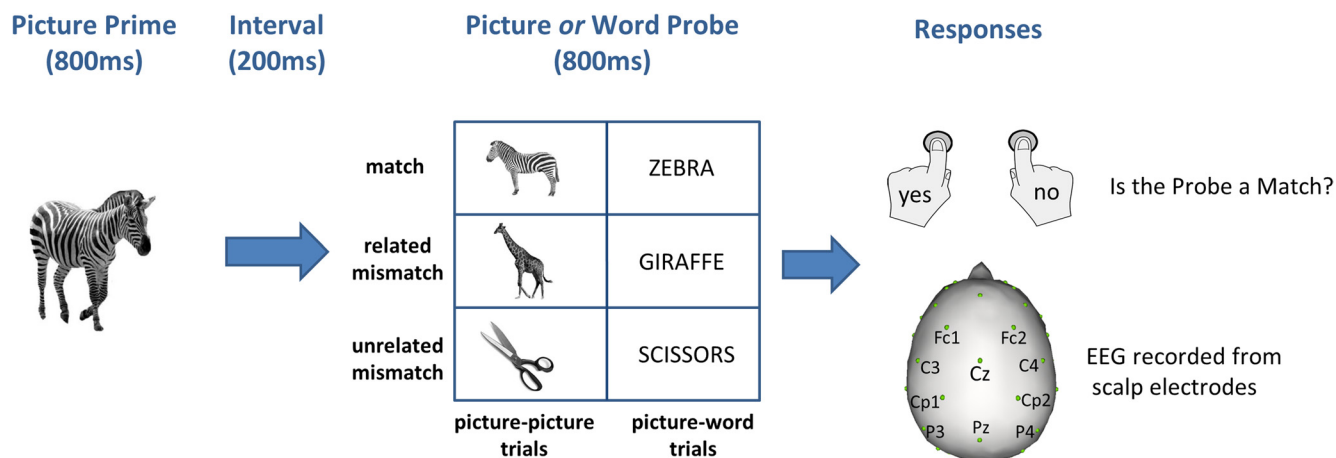 Picture Prime
(800ms)
Interval
(200ms)
Picture or Word Probe
(800ms)
Responses
match
ZEBRA
related
mismatch
GIRAFFE
unrelated
mismatch
SCISSORS
picture-picture
trials
picture-word
trials
yes
no
Is the Probe a Match?
Fc1
Fc2
C3
Cz
C4
Cp1
Cp2
P3
Pz
P4
EEG recorded from
scalp electrodes